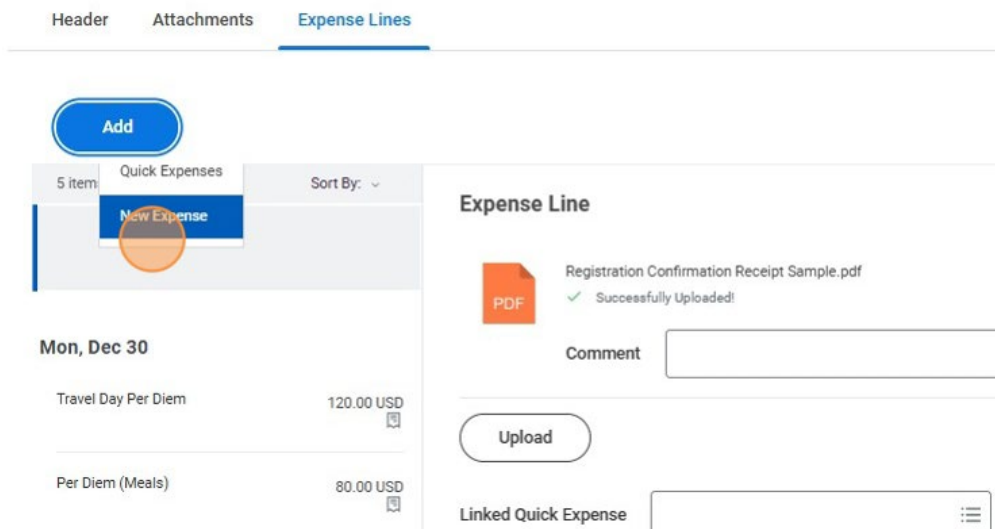 Header Attachments Expense Lines
Add
Quick Expenses
5 item Sort By:
New Expense
Expense Line
PDF
Registration Confirmation Receipt Sample.pdf
Successfully Uploaded!
Comment
Mon, Dec 30
Travel Day Per Diem 120.00 USD
Upload
Per Diem (Meals) 80.00 USD
Linked Quick Expense